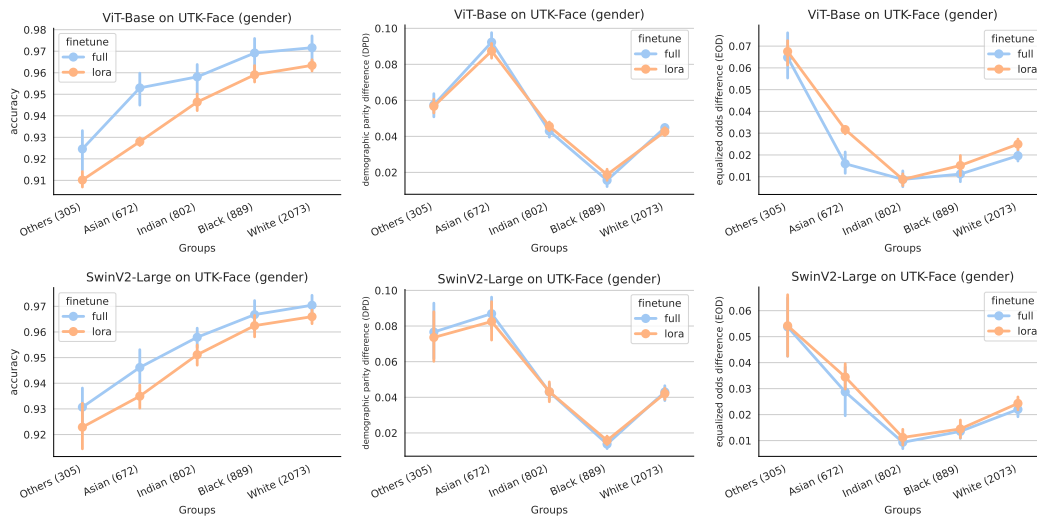 ViT-Base on UTK-Face (gender)
accuracy
0.98
0.97
0.96
0.95
0.94
0.93
0.92
0.91
finetune
full
lora
Others (305)
Asian (672)
Indian (802)
Black (889)
White (2073)
Groups
ViT-Base on UTK-Face (gender)
demographic parity difference (DPD)
0.10
0.08
0.06
0.04
0.02
finetune
full
lora
Others (305)
Asian (672)
Indian (802)
Black (889)
White (2073)
Groups
ViT-Base on UTK-Face (gender)
equalized odds difference (EOD)
0.07
0.06
0.05
0.04
0.03
0.02
0.01
finetune
full
lora
Others (305)
Asian (672)
Indian (802)
Black (889)
White (2073)
Groups
SwinV2-Large on UTK-Face (gender)
accuracy
0.97
0.96
0.95
0.94
0.93
0.92
finetune
full
lora
Others (305)
Asian (672)
Indian (802)
Black (889)
White (2073)
Groups
SwinV2-Large on UTK-Face (gender)
demographic parity difference (DPD)
0.10
0.08
0.06
0.04
0.02
finetune
full
lora
Others (305)
Asian (672)
Indian (802)
Black (889)
White (2073)
Groups
SwinV2-Large on UTK-Face (gender)
equalized odds difference (EOD)
0.06
0.05
0.04
0.03
0.02
0.01
finetune
full
lora
Others (305)
Asian (672)
Indian (802)
Black (889)
White (2073)
Groups